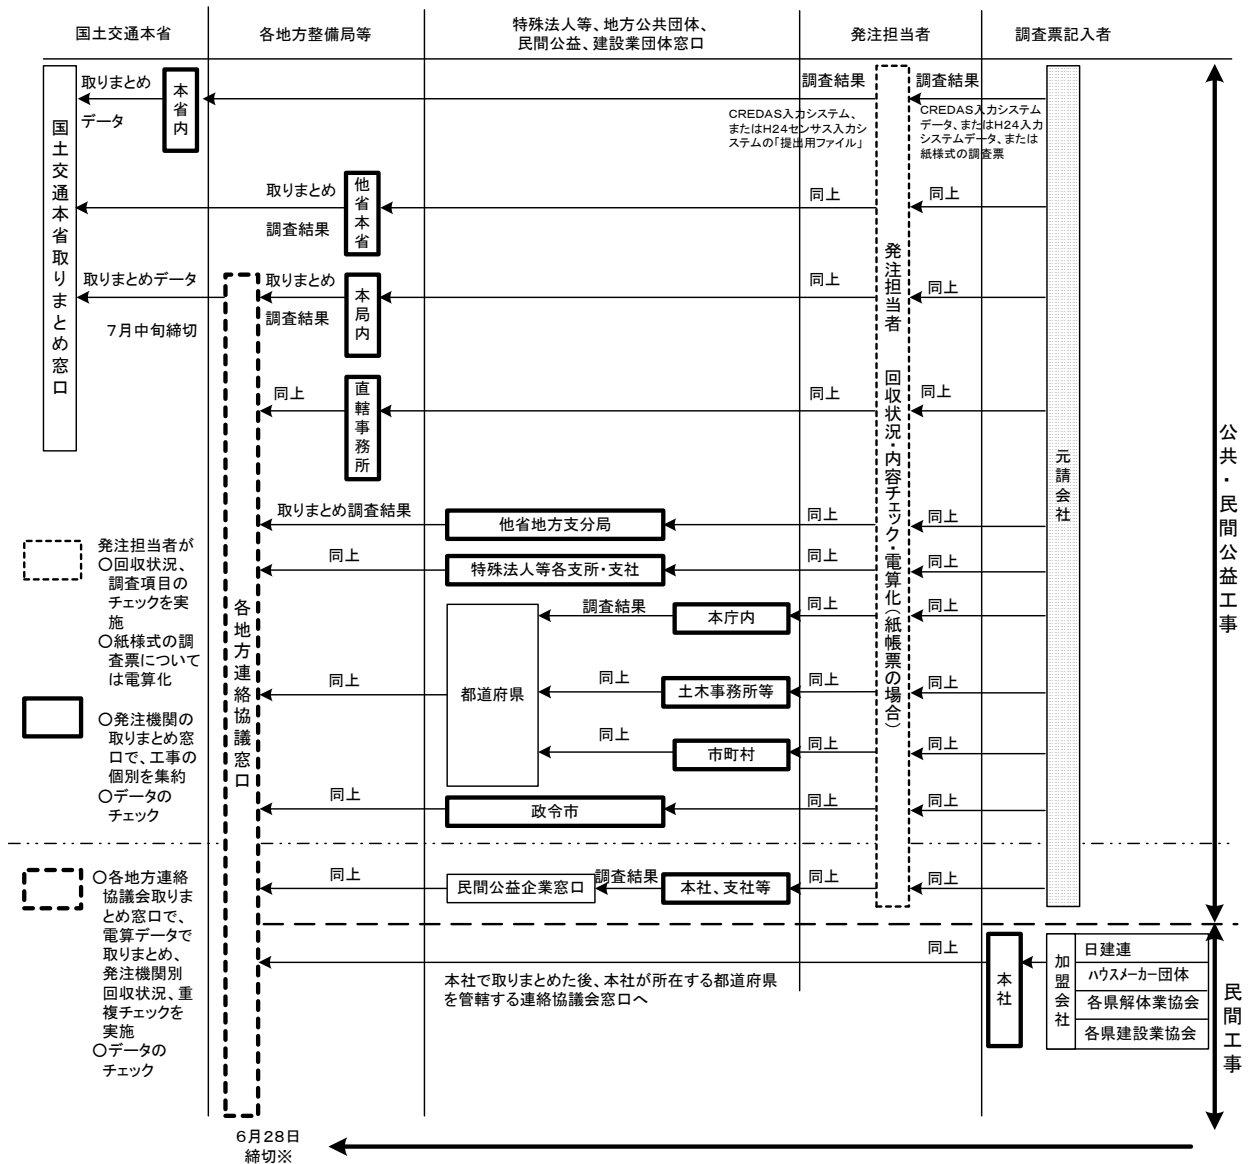 国土交通本省
各地方整備局等
特殊法人等、地方公共団体、
民間公益、建設業団体窓口
発注担当者
調査票記入者
国土交通本省取りまとめ窓口
取りまとめ
データ
本省内
調査結果
CREDAS入力システム、
またはH24センサス入力シ
ステムの「提出用ファイル」
調査結果
CREDAS入力システム
データ、またはH24入力
システムデータ、または
紙様式の調査票
取りまとめ
調査結果
他省本省
同上
同上
取りまとめデータ
7月中旬締切
取りまとめ
調査結果
本局内
同上
同上
同上
直轄事務所
同上
同上
発注担当者 回収状況・内容チェック・電算化(紙帳票の場合)
元請会社
公共・民間公益工事
各地方連絡協議窓口
取りまとめ調査結果
他省地方支分局
同上
同上
同上
特殊法人等各支所・支社
同上
同上
調査結果
本庁内
同上
同上
同上
都道府県
同上
土木事務所等
同上
同上
同上
市町村
同上
同上
同上
政令市
同上
同上
同上
民間公益企業窓口
調査結果
本社、支社等
同上
同上
発注担当者が
○回収状況、
調査項目の
チェックを実
施
○紙様式の調
査票について
は電算化
○発注機関の
取りまとめ窓
口で、工事の
個別を集約
○データの
チェック
○各地方連絡
協議会取りま
とめ窓口で、
電算データで
取りまとめ、
発注機関別
回収状況、重
複チェックを
実施
○データの
チェック
同上
本社
加盟会社
日建連
ハウスメーカー団体
各県解体業協会
各県建設業協会
民間工事
本社で取りまとめた後、本社が所在する都道府県
を管轄する連絡協議会窓口へ
6月28日
締切※